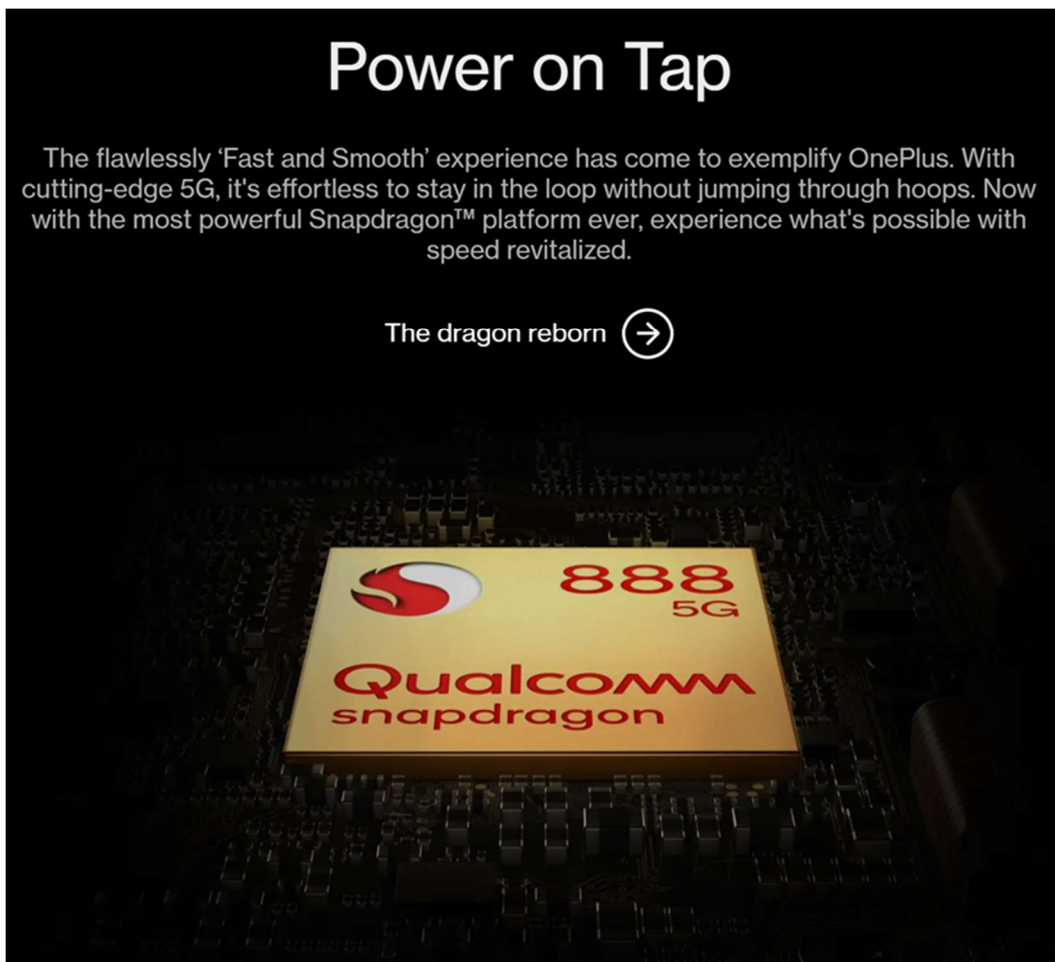 Power on Tap
The flawlessly ‘Fast and Smooth’ experience has come to exemplify OnePlus. With
cutting-edge 5G, it's effortless to stay in the loop without jumping through hoops. Now
with the most powerful Snapdragon™ platform ever, experience what's possible with
speed revitalized.
The dragon reborn
888
5G
Qualcomm
snapdragon